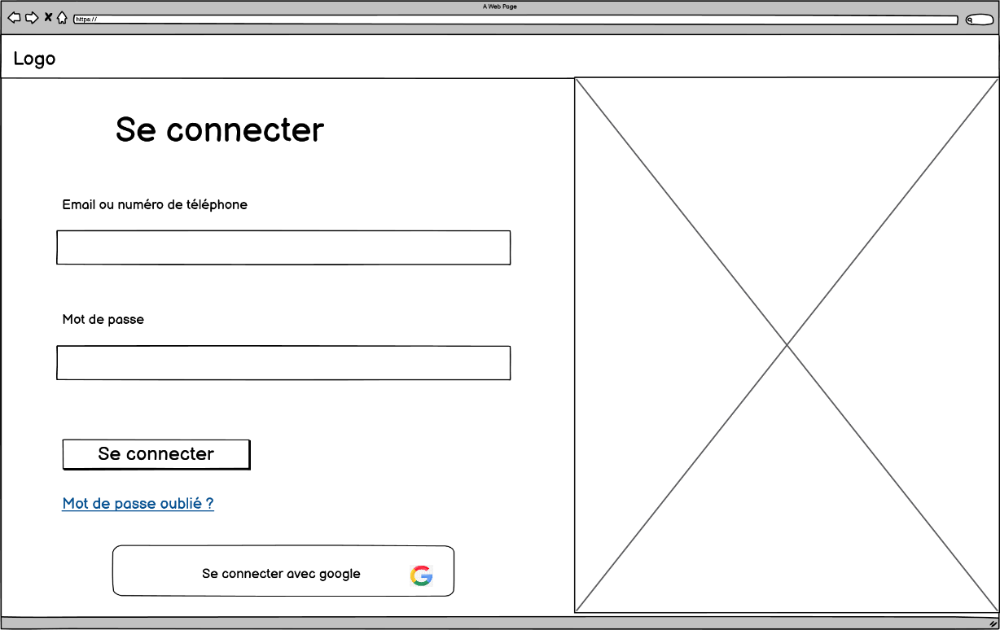 A Web Page
https://
Logo
Se connecter
Email ou numéro de téléphone
Mot de passe
Se connecter
Mot de passe oublié ?
Se connecter avec google